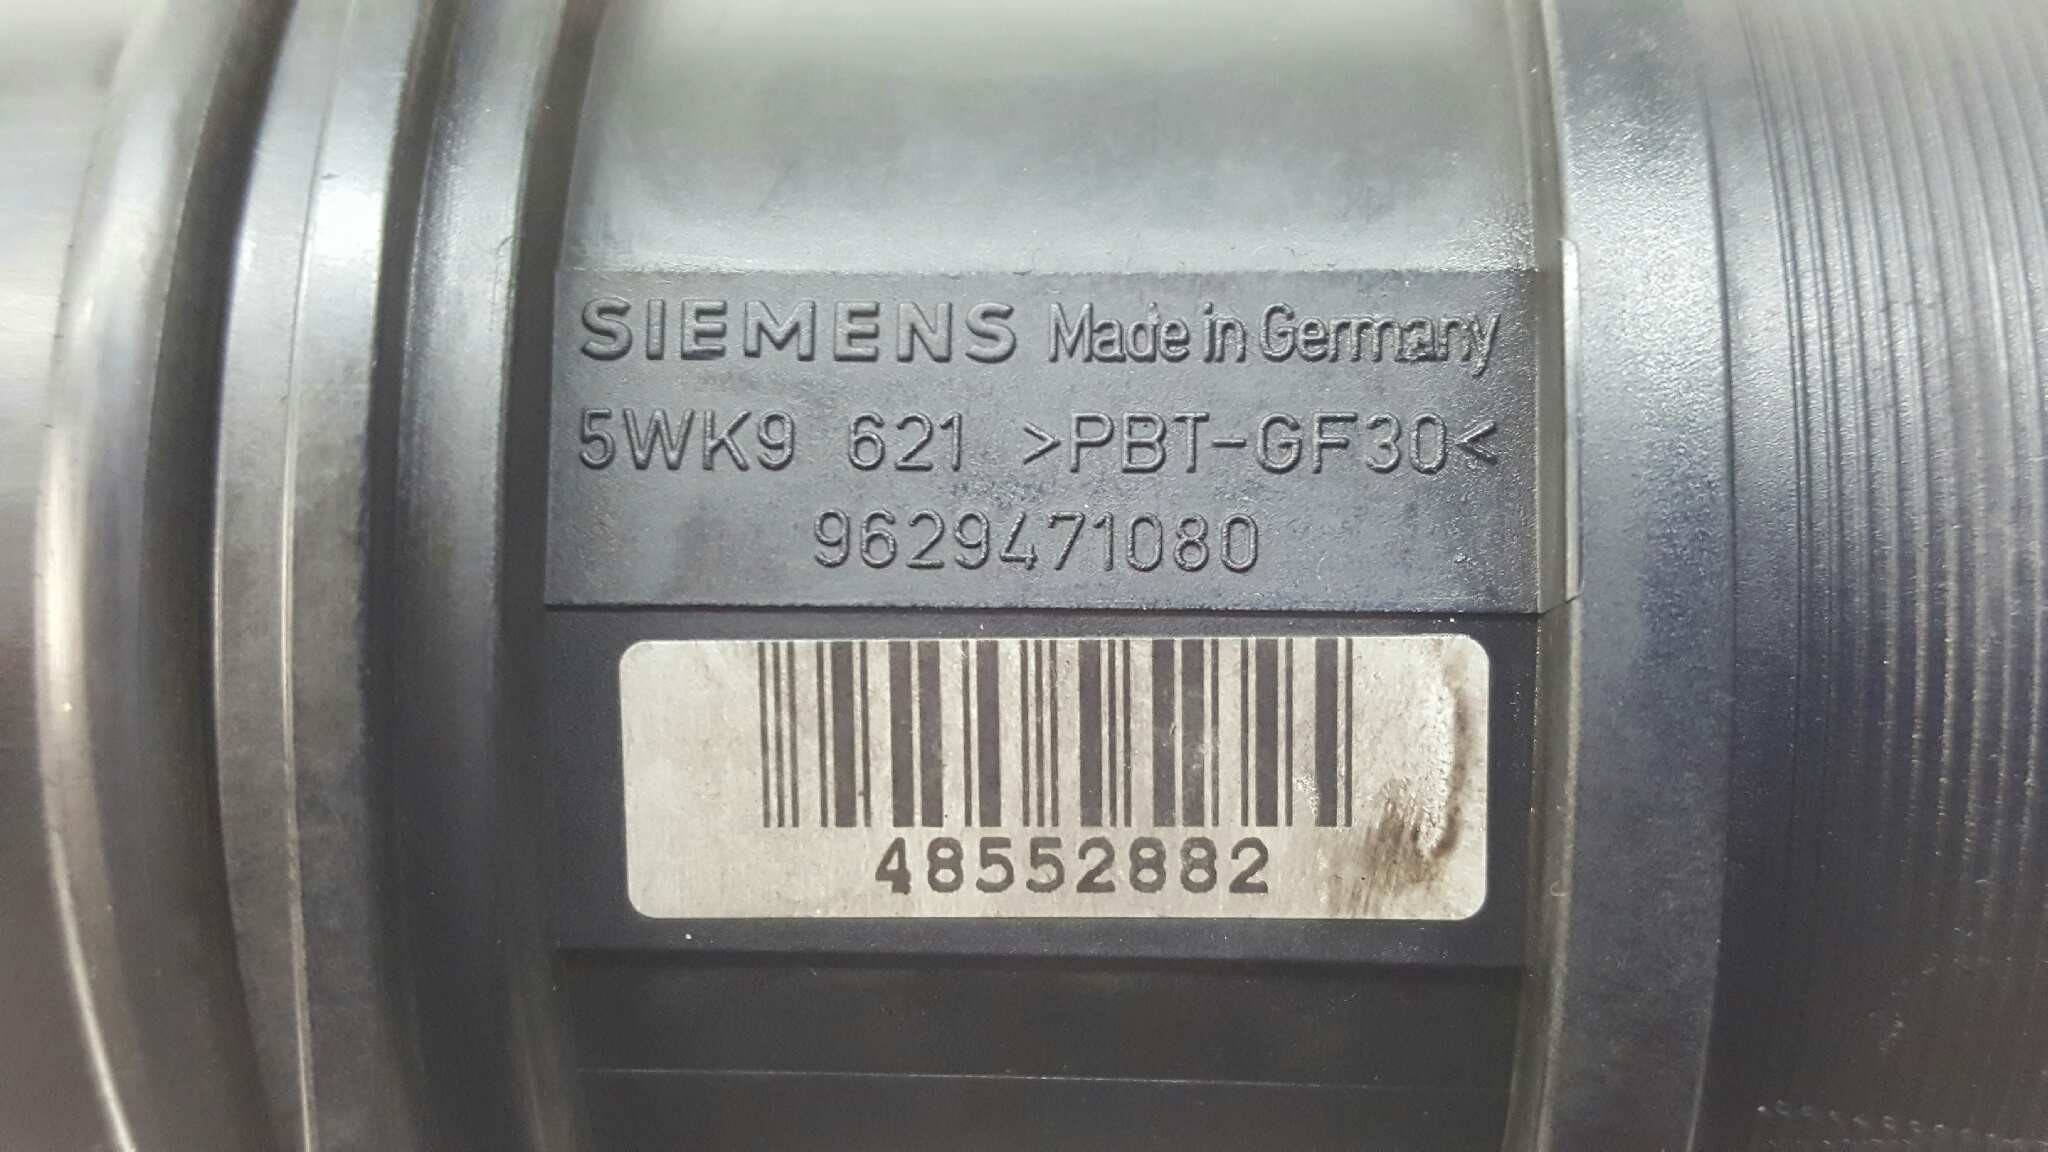 SIEMENS Made in Germany
5WK9 621 >PBT-GF30<
9629471080
48552882